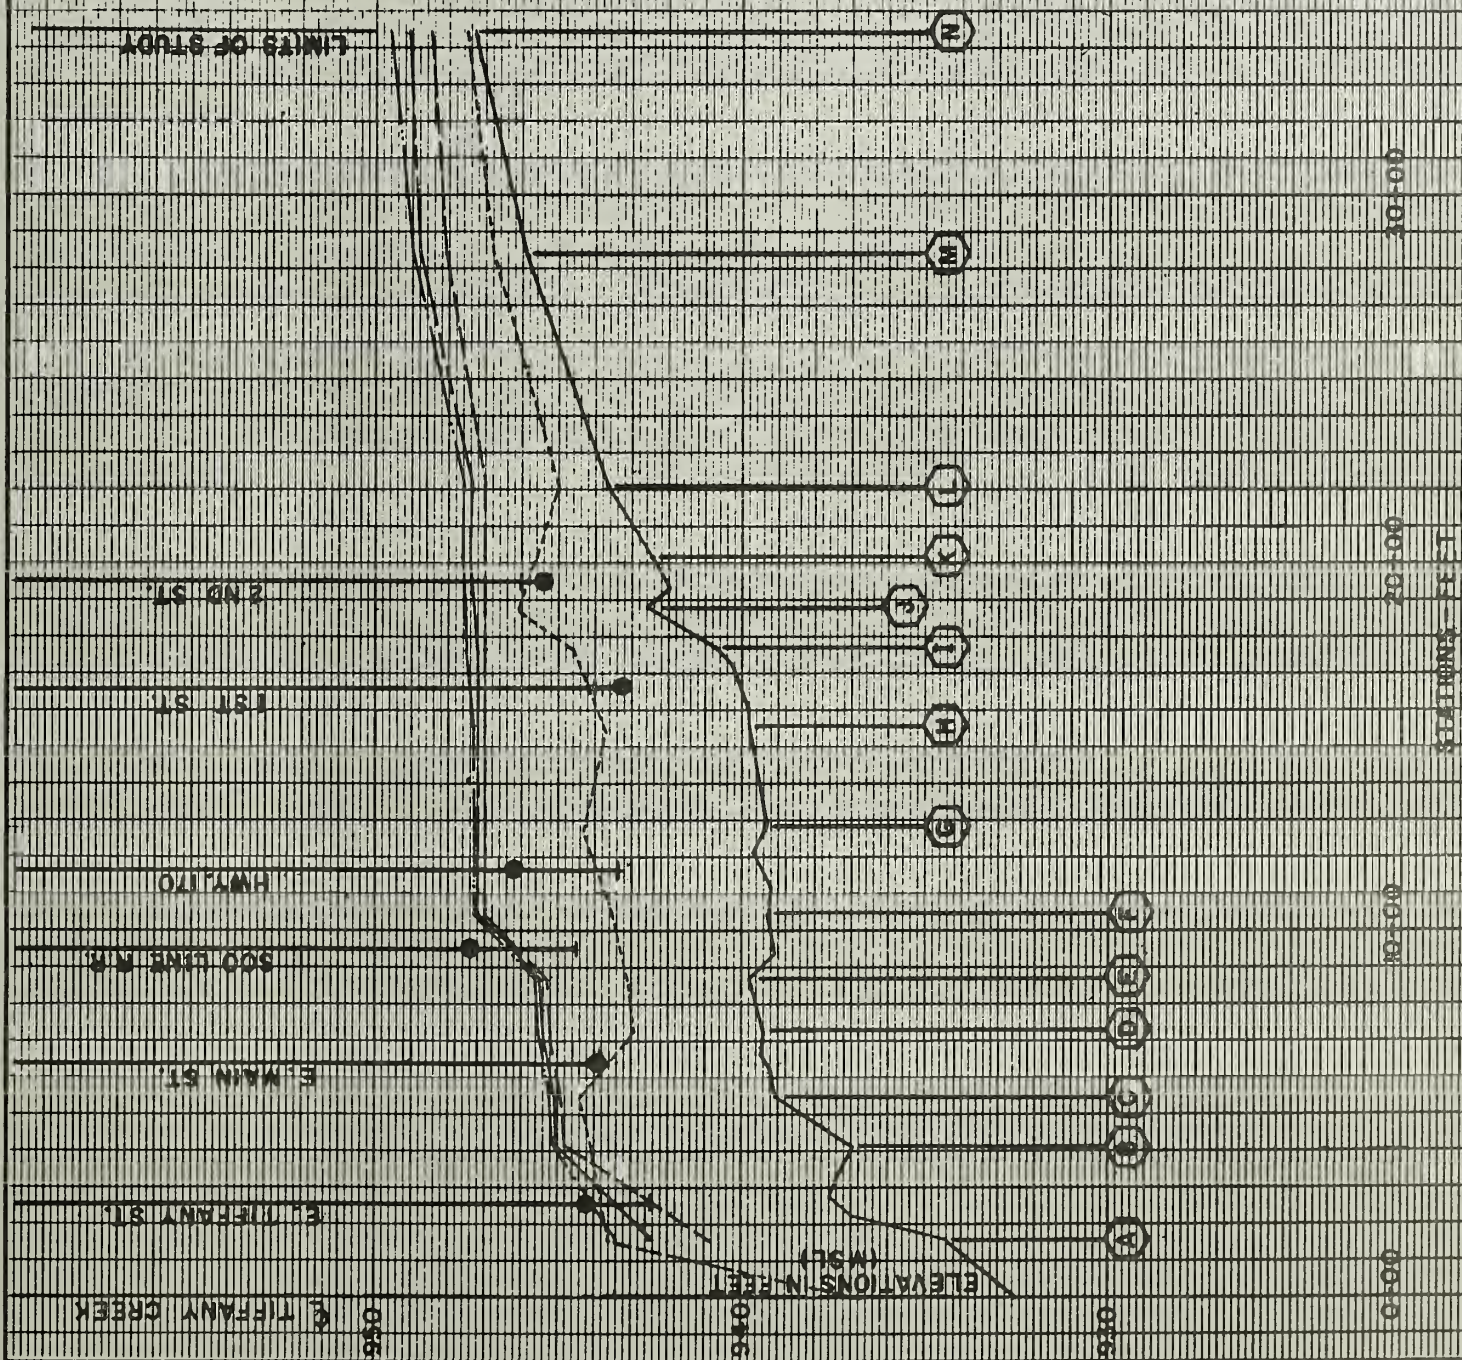 LIMITS OF STUDY
2ND ST.
1ST ST.
HWY. 170
SOO LINE R.R.
E. MAIN ST.
E. TIFFANY ST.
℄ TIFFANY CREEK
ELEVATIONS-IN-FEET
(MSL)
950
940
930
N
M
L
K
J
I
H
G
F
E
D
C
B
A
30+00
20+00
10+00
0+00
STATIONS-FEET